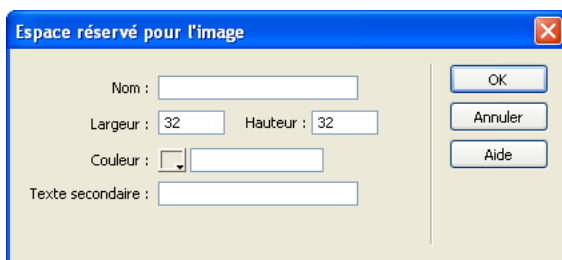 Espace réservé pour l'image
Nom :
OK
Largeur : 32 Hauteur : 32
Annuler
Couleur :
Aide
Texte secondaire :